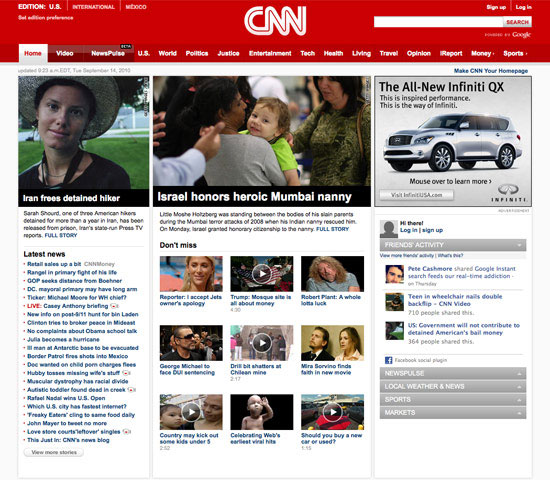 EDITION: U.S. INTERNATIONAL MÉXICO
Set edition preference
CNN
Sign up Log in
SEARCH
POWERED BY Google
Home Video NewsPulse BETA U.S. World Politics Justice Entertainment Tech Health Living Travel Opinion iReport Money Sports
updated 9:23 a.m. EDT, Tue September 14, 2010
Make CNN Your Homepage
Iran frees detained hiker
Sarah Shourd, one of three American hikers
detained for more than a year in Iran, has been
released from prison, Iran's state-run Press TV
reports. FULL STORY
Latest news
Retail sales up a bit CNNMoney
Rangel in primary fight of his life
GOP seeks distance from Boehner
DC. mayoral primary may have long arm
Ticker: Michael Moore for WH chief?
LIVE: Casey Anthony briefing
New info on post-9/11 hunt for bin Laden
Clinton tries to broker peace in Mideast
No complaints about Obama school talk
Julia becomes a hurricane
Ill man at Antarctic base to be evacuated
Border Patrol fires shots into Mexico
Doc wanted on child porn charges flees
Hubby tosses missing wife's stuff
Muscular dystrophy has racial divide
Autistic toddler found dead in creek
Rafael Nadal wins U.S. Open
Which U.S. city has fastest internet?
'Freaky Eaters' cling to same food daily
John Mayer to tweet no more
Love store courts'leftover' singles
This Just In: CNN's news blog
View more stories
Israel honors heroic Mumbai nanny
Little Moshe Holtzberg was standing between the bodies of his slain parents
during the Mumbai terror attacks of 2008 when his Indian nanny rescued him.
On Monday, Israel granted honorary citizenship to the nanny. FULL STORY
Don't miss
Reporter: I accept Jets
owner's apology
Trump: Mosque site is
all about money
4:30
Robert Plant: A whole
lotta luck
George Michael to
face DUI sentencing
Drill bit shatters at
Chilean mine
2:17
Mira Sorvino finds
faith in new movie
Country may kick out
some kids under 5
2:52
Celebrating Web's
earliest viral hits
Should you buy a new
car or used?
1:15
The All-New Infiniti QX
This is inspired performance.
This is the way of Infiniti.
Mouse over to learn more >
Visit InfinitiUSA.com
INFINITI
ADVERTISEMENT
Hi there!
Log in | sign up
FRIENDS' ACTIVITY
View more friends' activity | What's this?
Pete Cashmore shared Google Instant
search feeds our real-time addiction -
on Thursday
Teen in wheelchair nails double
backflip – CNN Video
710 people shared this.
US: Government will not contribute to
detained American's bail money
364 people shared this.
Facebook social plugin
NEWSPULSE
LOCAL WEATHER & NEWS
SPORTS
MARKETS